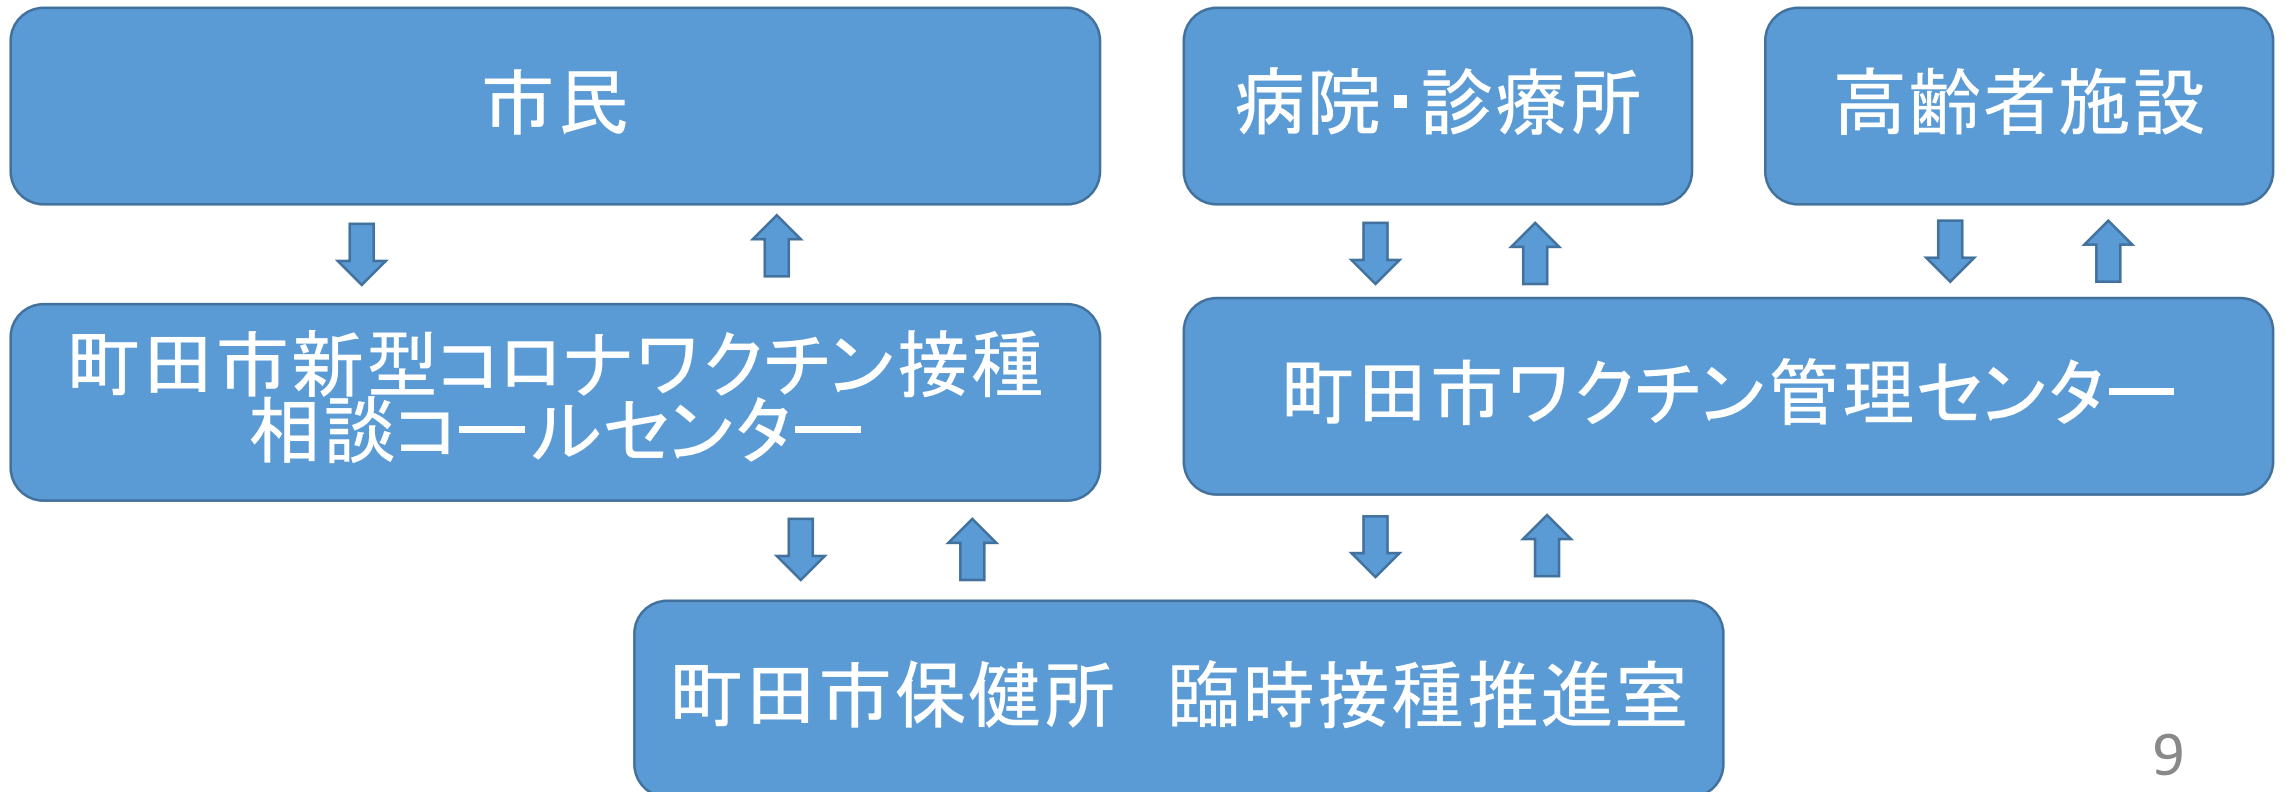 市民
病院・診療所
高齢者施設
町田市新型コロナワクチン接種
相談コールセンター
町田市ワクチン管理センター
町田市保健所　臨時接種推進室
9